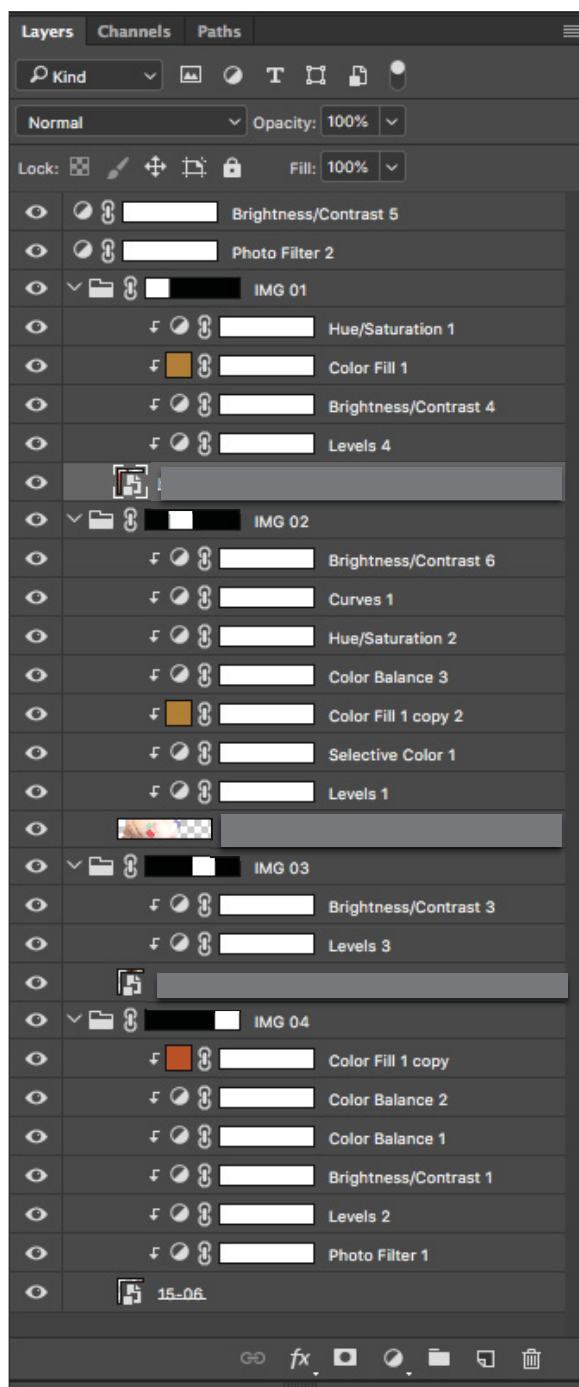 Layers Channels Paths
Kind T
Normal Opacity: 100%
Lock: Fill: 100%
Brightness/Contrast 5
Photo Filter 2
IMG 01
Hue/Saturation 1
Color Fill 1
Brightness/Contrast 4
Levels 4
IMG 02
Brightness/Contrast 6
Curves 1
Hue/Saturation 2
Color Balance 3
Color Fill 1 copy 2
Selective Color 1
Levels 1
IMG 03
Brightness/Contrast 3
Levels 3
IMG 04
Color Fill 1 copy
Color Balance 2
Color Balance 1
Brightness/Contrast 1
Levels 2
Photo Filter 1
15-06
fx